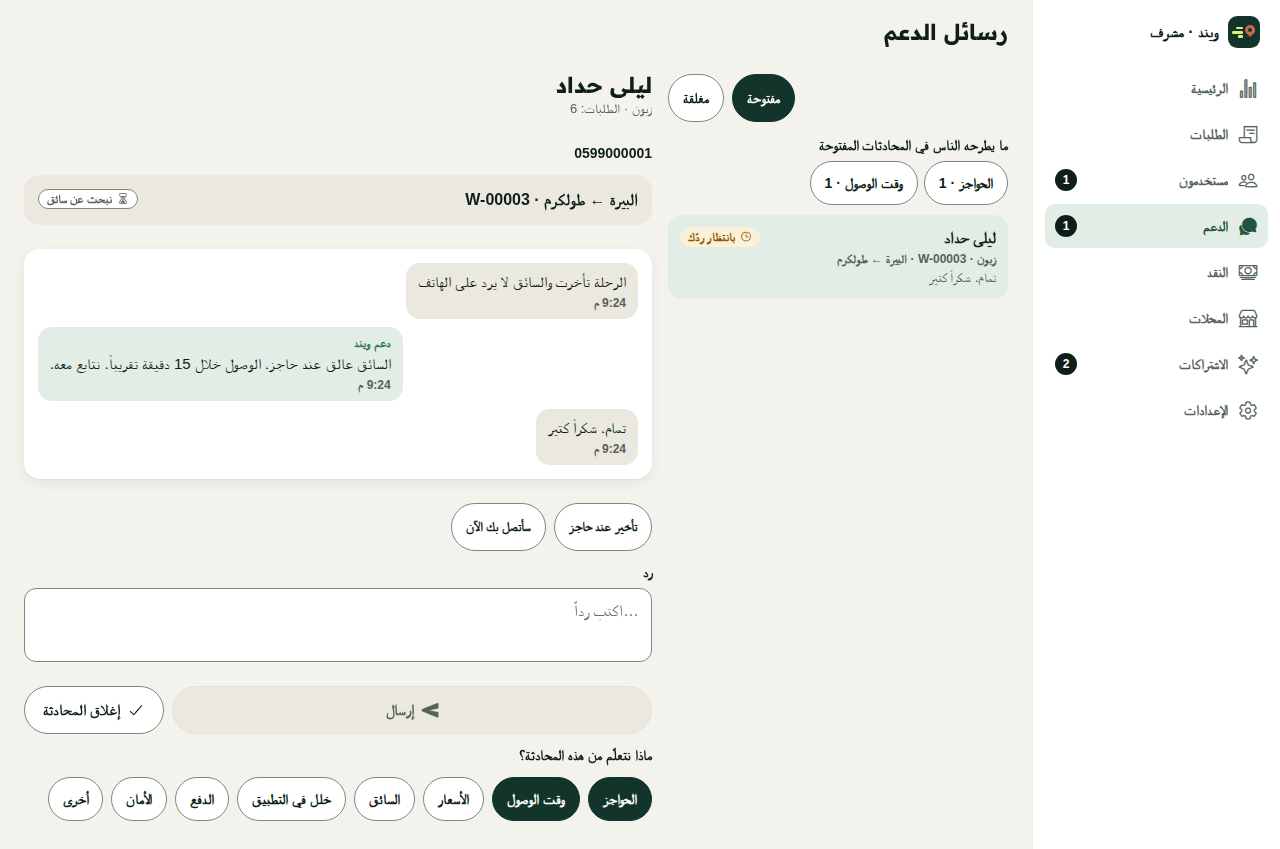 ويند · مشرف
الرئيسية
الطلبات
مستخدمون 1
الدعم 1
النقد
المحلات
الاشتراكات 2
الإعدادات
رسائل الدعم
مفتوحة
مغلقة
ما يطرحه الناس في المحادثات المفتوحة
الحواجز · 1
وقت الوصول · 1
ليلى حداد
بانتظار ردّك
زبون · W-00003 · البيرة ← طولكرم
تمام، شكراً كتير
ليلى حداد
زبون · الطلبات: 6
0599000001
البيرة ← طولكرم · W-00003
نبحث عن سائق
الرحلة تأخرت والسائق لا يرد على الهاتف
9:24 م
دعم ويند
السائق عالق عند حاجز. الوصول خلال 15 دقيقة تقريباً. نتابع معه.
9:24 م
تمام، شكراً كتير
9:24 م
تأخير عند حاجز
سأتصل بك الآن
رد
اكتب رداً...
إرسال
إغلاق المحادثة
ماذا نتعلّم من هذه المحادثة؟
الحواجز
وقت الوصول
الأسعار
السائق
خلل في التطبيق
الدفع
الأمان
أخرى